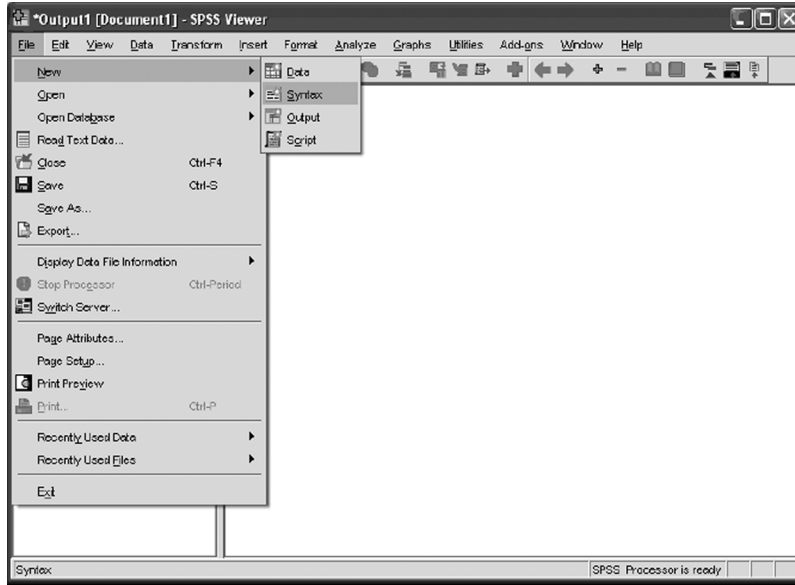 *Output1 [Document1] - SPSS Viewer
File Edit View Data Transform Insert Format Analyze Graphs Utilities Add-ons Window Help
New
Open
Open Database
Read Text Data...
Close Ctrl-F4
Save Ctrl-S
Save As...
Export...
Display Data File Information
Stop Processor Ctrl-Period
Switch Server...
Page Attributes...
Page Setup...
Print Preview
Print... Ctrl-P
Recently Used Data
Recently Used Files
Exit
Data
Syntax
Output
Script
Syntax
SPSS Processor is ready